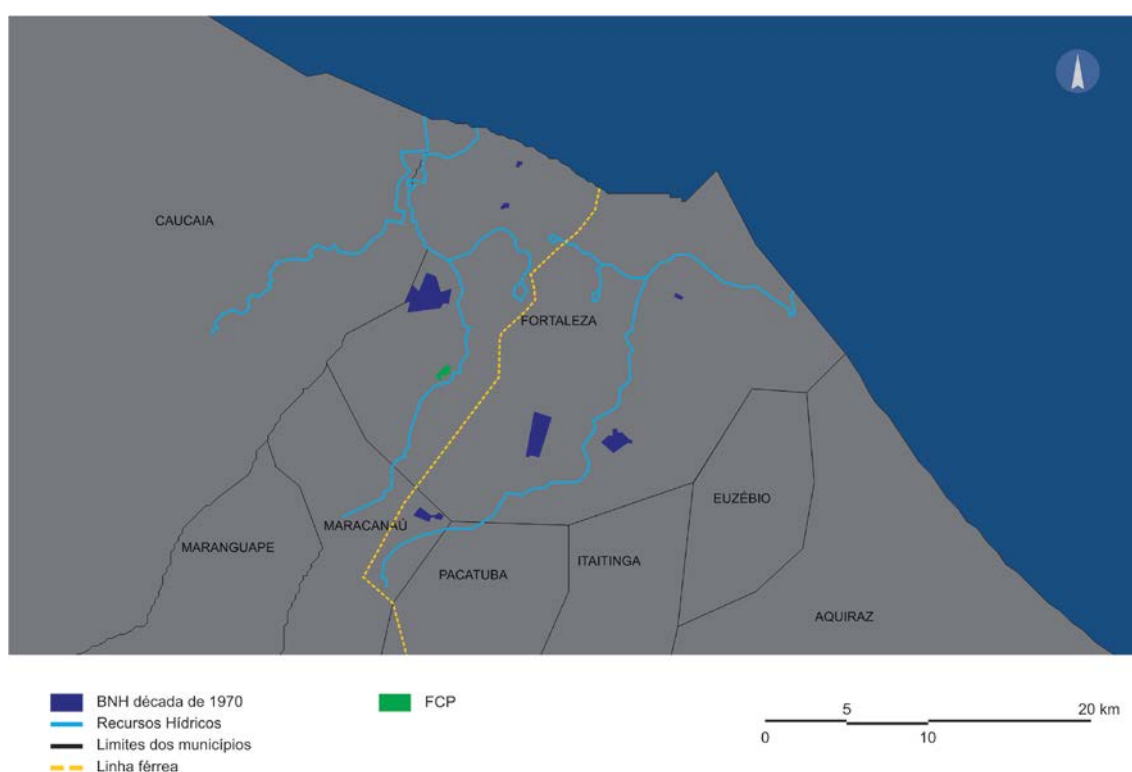 CAUCAIA
FORTALEZA
EUZÉBIO
MARACANAÚ
MARANGUAPE
ITAITINGA
PACATUBA
AQUIRAZ
BNH década de 1970
FCP
Recursos Hídricos
Limites dos municípios
Linha férrea
5
20 km
0
10